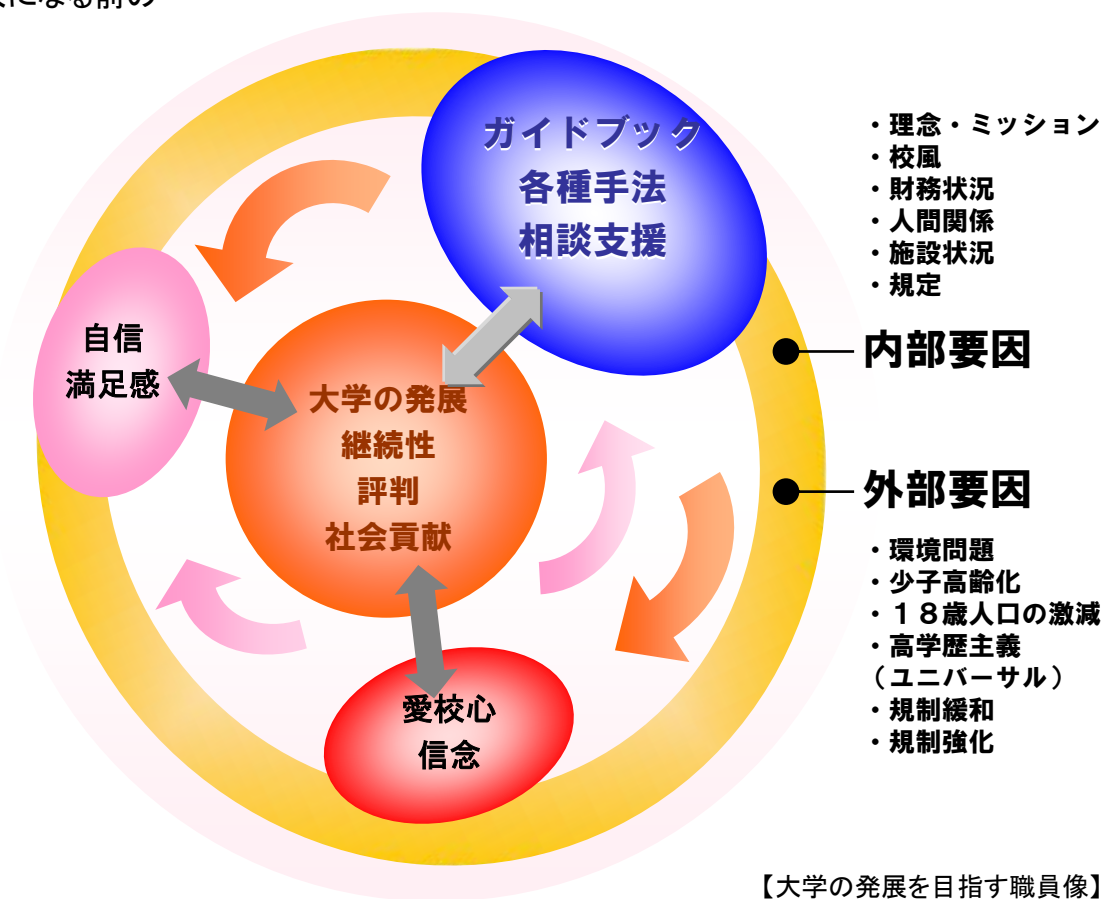 になる前の
ガイドブック
各種手法
相談支援
・理念・ミッション
・校風
・財務状況
・人間関係
・施設状況
・規定
内部要因
自信
満足感
大学の発展
継続性
評判
社会貢献
外部要因
・環境問題
・少子高齢化
・１８歳人口の激減
・高学歴主義
（ユニバーサル）
・規制緩和
・規制強化
愛校心
信念
【大学の発展を目指す職員像】